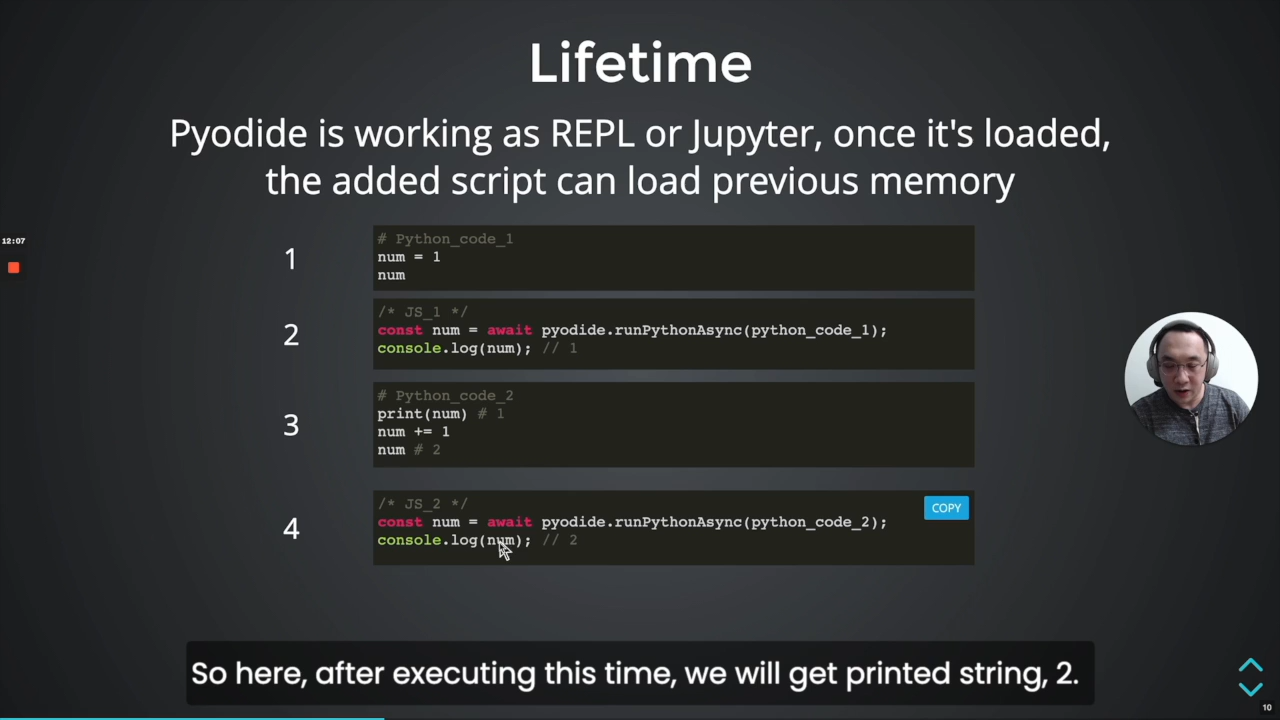 Lifetime
Pyodide is working as REPL or Jupyter, once it's loaded,
the added script can load previous memory
12:07
1
# Python_code_1
num = 1
num
2
/* JS_1 */
const num = await pyodide.runPythonAsync(python_code_1);
console.log(num); // 1
3
# Python_code_2
print(num) # 1
num += 1
num # 2
4
/* JS_2 */
const num = await pyodide.runPythonAsync(python_code_2);
console.log(num); // 2
COPY
So here, after executing this time, we will get printed string, 2.
10